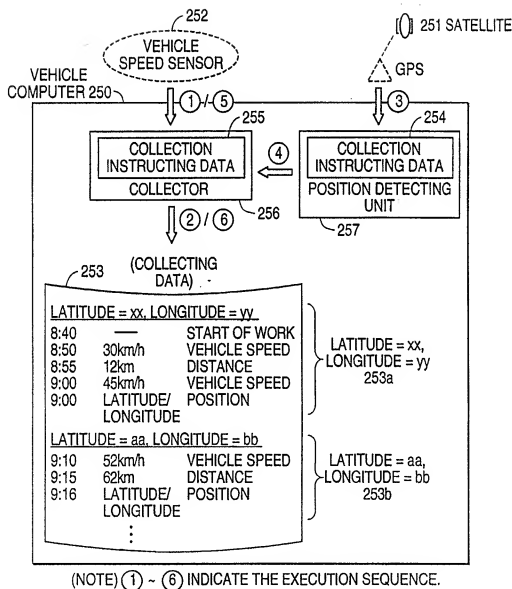 252
251 SATELLITE
VEHICLE
SPEED SENSOR
GPS
VEHICLE
COMPUTER 250
① / ⑤
③
255
254
COLLECTION
INSTRUCTING DATA
COLLECTOR
④
COLLECTION
INSTRUCTING DATA
POSITION DETECTING
UNIT
256
257
② / ⑥
253
(COLLECTING
DATA)
LATITUDE = xx, LONGITUDE = yy
8:40 — START OF WORK
8:50 30km/h VEHICLE SPEED
8:55 12km DISTANCE
9:00 45km/h VEHICLE SPEED
9:00 LATITUDE/ POSITION
LONGITUDE
LATITUDE = xx,
LONGITUDE = yy
253a
LATITUDE = aa, LONGITUDE = bb
9:10 52km/h VEHICLE SPEED
9:15 62km DISTANCE
9:16 LATITUDE/ POSITION
LONGITUDE
LATITUDE = aa,
LONGITUDE = bb
253b
(NOTE) ① ~ ⑥ INDICATE THE EXECUTION SEQUENCE.